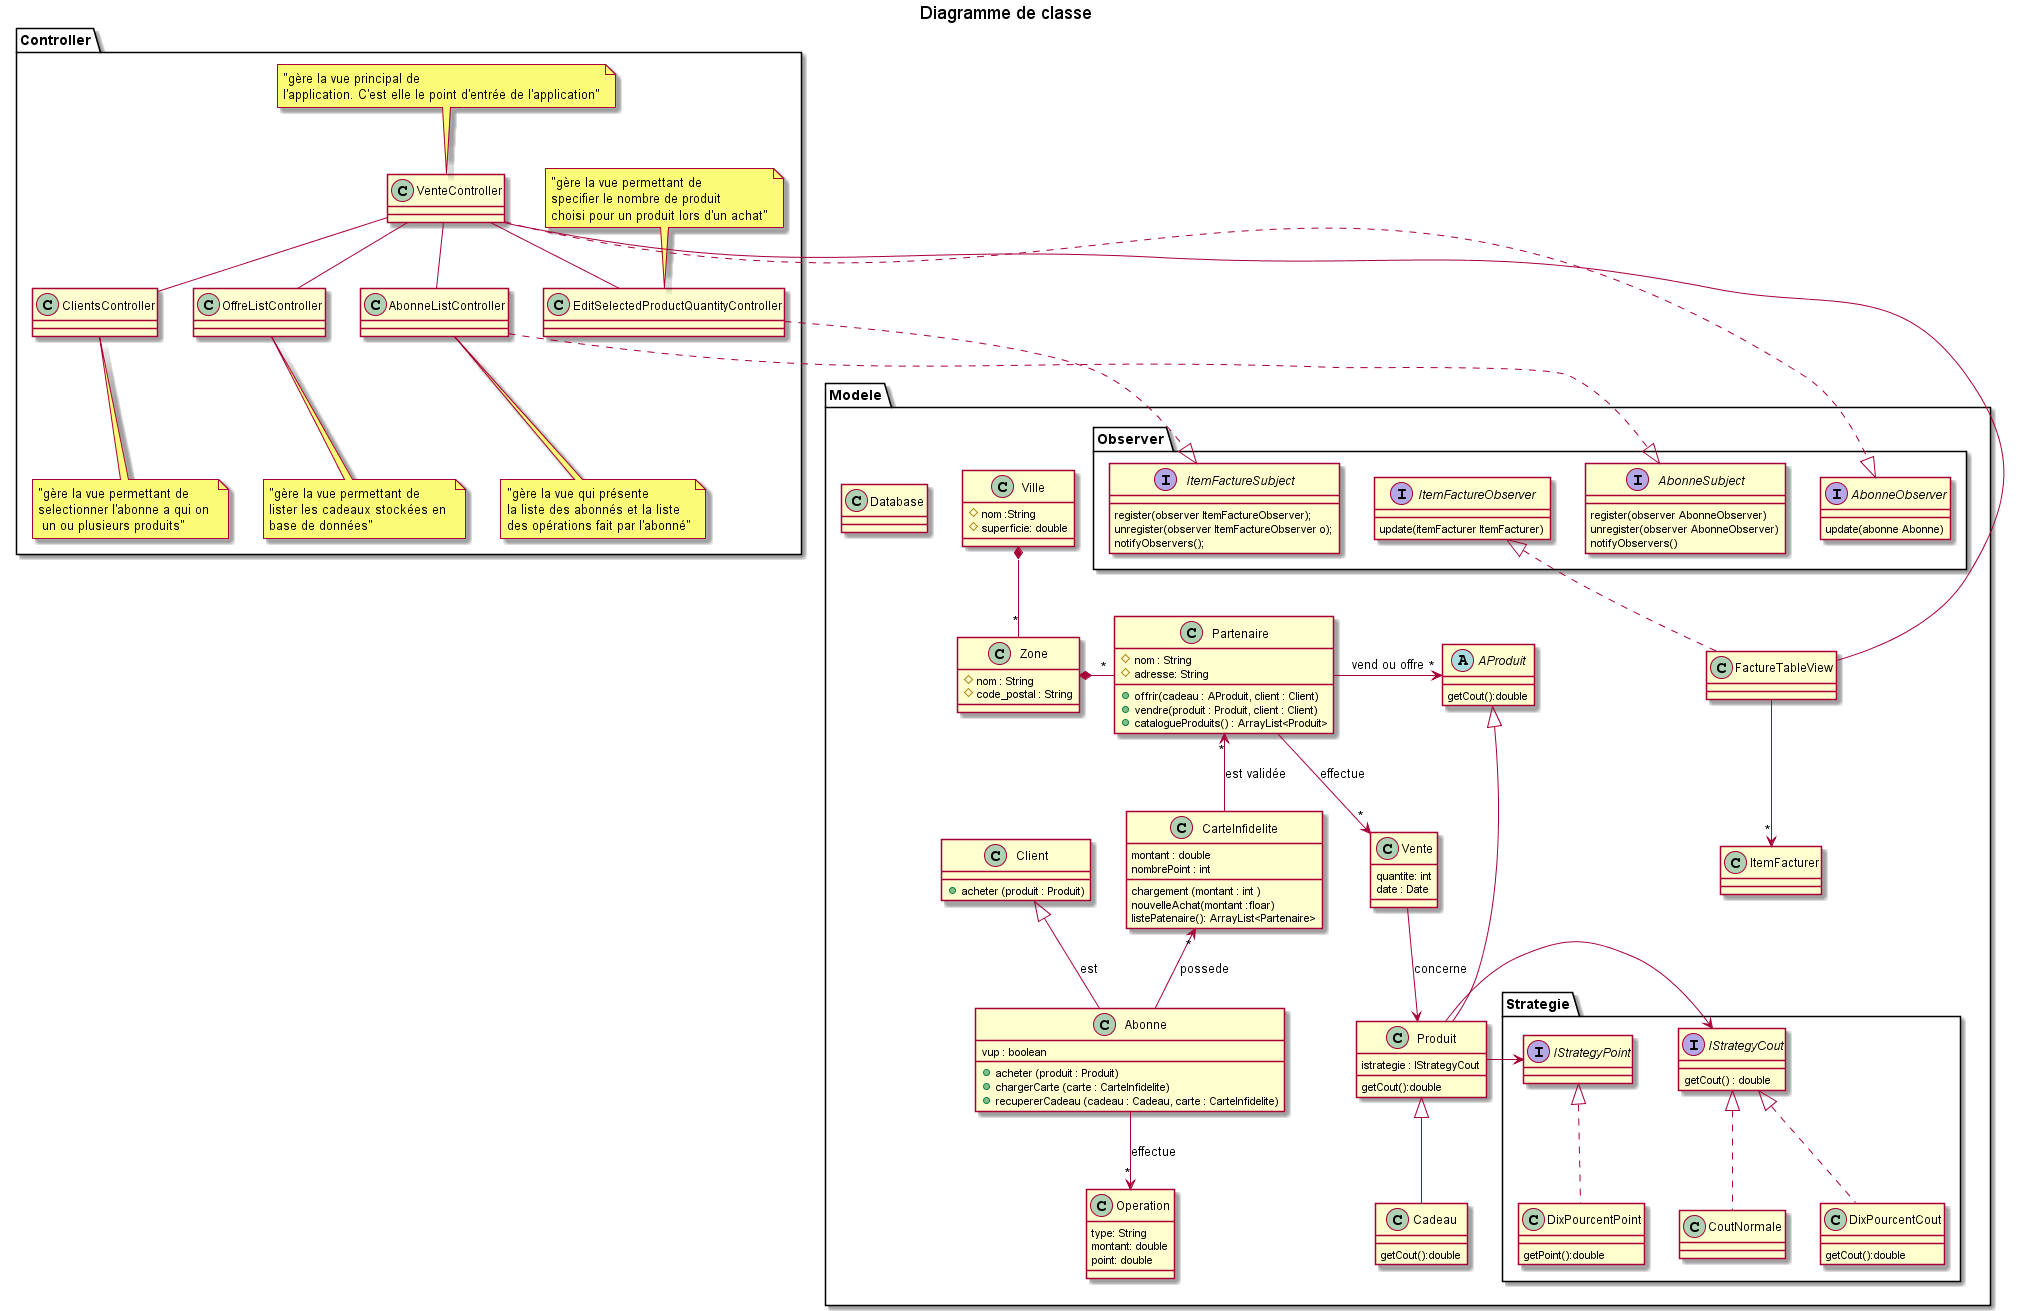 Diagramme de classe
Controller
"gère la vue principal de
l'application. C'est elle le point d'entrée de l'application"
C VenteController
"gère la vue permettant de
specifier le nombre de produit
choisi pour un produit lors d'un achat"
C ClientsController
C OffreListController
C AbonneListController
C EditSelectedProductQuantityController
"gère la vue permettant de
selectionner l'abonne a qui on
un ou plusieurs produits"
"gère la vue permettant de
lister les cadeaux stockées en
base de données"
"gère la vue qui présente
la liste des abonnés et la liste
des opérations fait par l'abonné"
Modele
C Database
C Ville
nom :String
superficie: double
Observer
I ItemFactureSubject
register(observer ItemFactureObserver);
unregister(observer ItemFactureObserver o);
notifyObservers();
I ItemFactureObserver
update(itemFacturer ItemFacturer)
I AbonneSubject
register(observer AbonneObserver)
unregister(observer AbonneObserver)
notifyObservers()
I AbonneObserver
update(abonne Abonne)
*
C Zone
nom : String
code_postal : String
*
C Partenaire
nom : String
adresse: String
offrir(cadeau : AProduit, client : Client)
vendre(produit : Produit, client : Client)
catalogueProduits() : ArrayList<Produit>
vend ou offre *
A AProduit
getCout():double
C FactureTableView
*
est validée
effectue
*
*
C Client
acheter (produit : Produit)
C CarteInfidelite
montant : double
nombrePoint : int
chargement (montant : int )
nouvelleAchat(montant :floar)
listePatenaire(): ArrayList<Partenaire>
C Vente
quantite: int
date : Date
C ItemFacturer
*
est
possede
concerne
C Abonne
vup : boolean
acheter (produit : Produit)
chargerCarte (carte : CarteInfidelite)
recupererCadeau (cadeau : Cadeau, carte : CarteInfidelite)
C Produit
istrategie : IStrategyCout
getCout():double
Strategie
I IStrategyPoint
I IStrategyCout
getCout() : double
effectue
*
C Operation
type: String
montant: double
point: double
C Cadeau
getCout():double
C DixPourcentPoint
getPoint():double
C CoutNormale
C DixPourcentCout
getCout():double